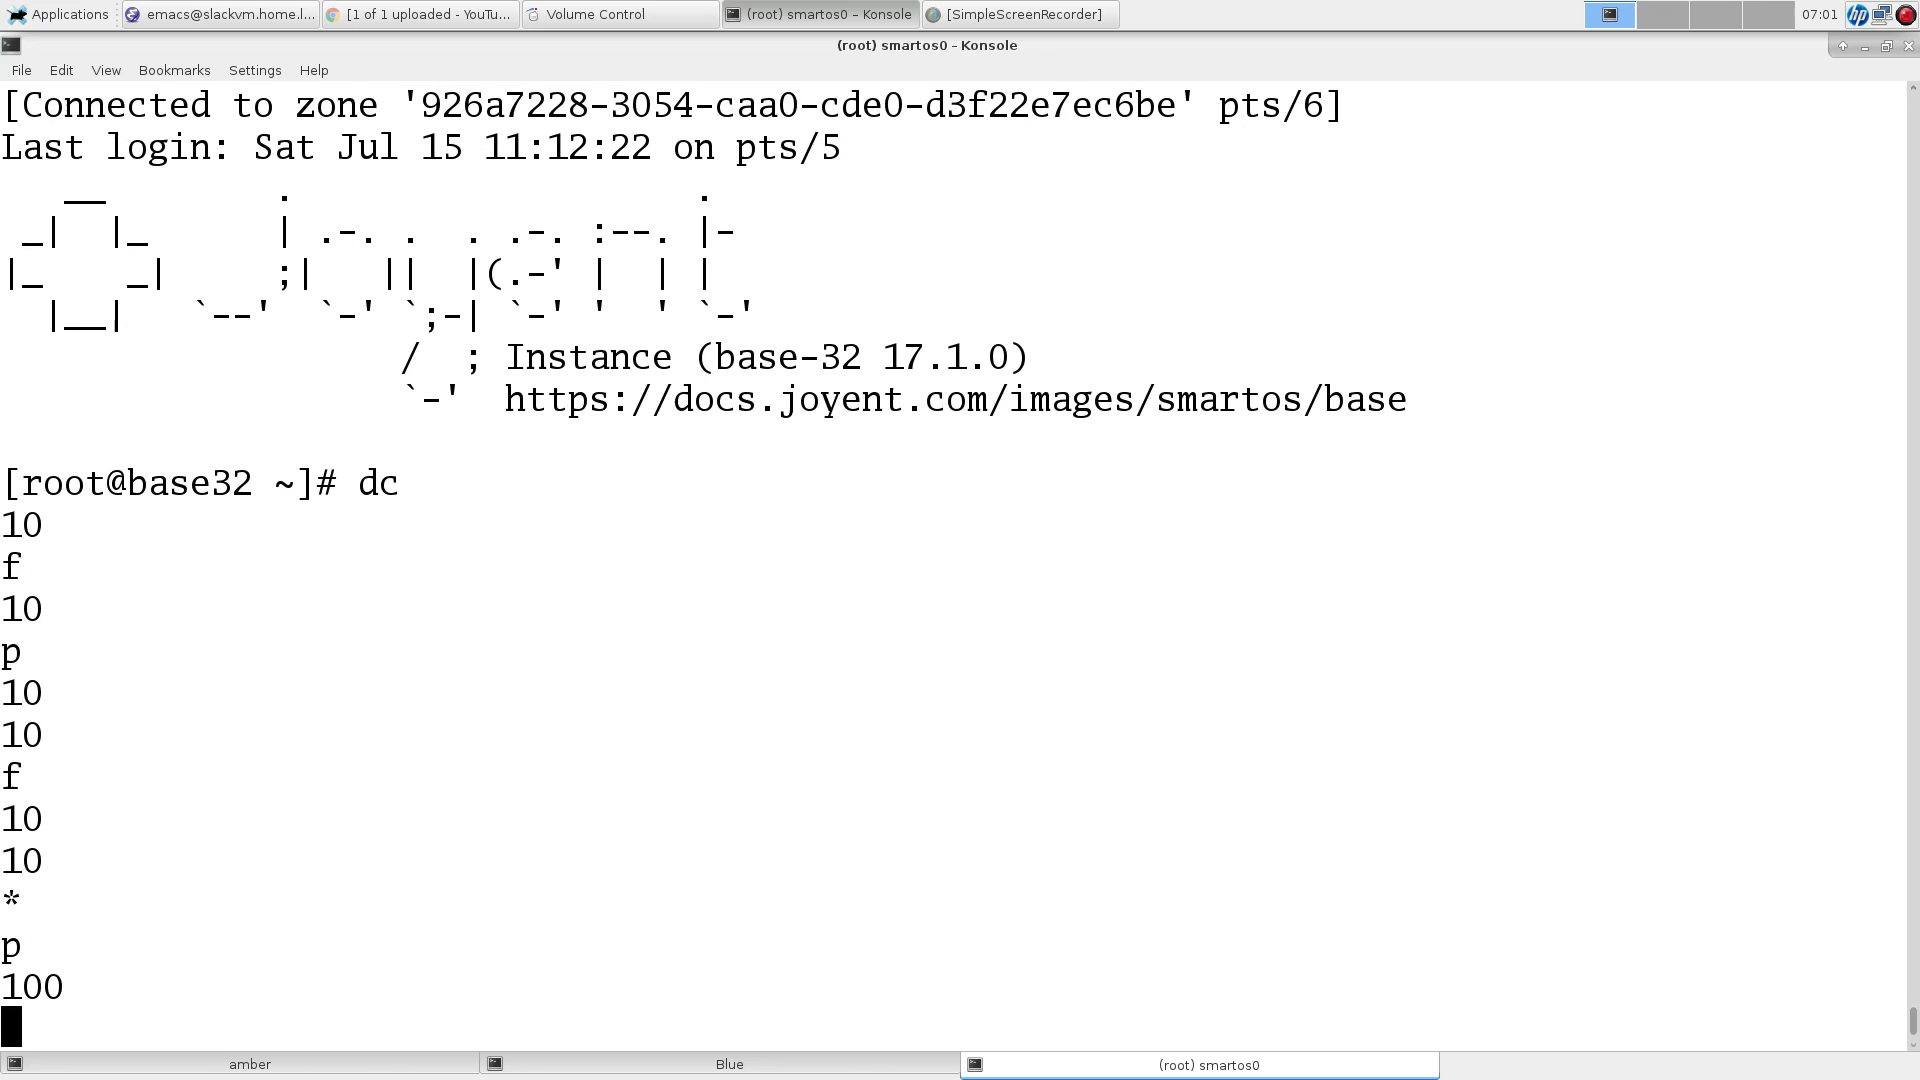 Applications
emacs@slackvm.home.l...
[1 of 1 uploaded - YouTu...
Volume Control
(root) smartos0 – Konsole
[SimpleScreenRecorder]
07:01
(root) smartos0 – Konsole
File Edit View Bookmarks Settings Help
[Connected to zone '926a7228-3054-caa0-cde0-d3f22e7ec6be' pts/6]
Last login: Sat Jul 15 11:12:22 on pts/5
   __        .                   .
 _|  |_      | .-. .  . .-. :--. |-
|_    _|     ;|   ||  |(.-' |  | |
  |__|   `--'  `-' `;-| `-' '  ' `-'
                   /  ; Instance (base-32 17.1.0)
                   `-'  https://docs.joyent.com/images/smartos/base
[root@base32 ~]# dc
10
f
10
p
10
10
f
10
10
*
p
100
amber
Blue
(root) smartos0